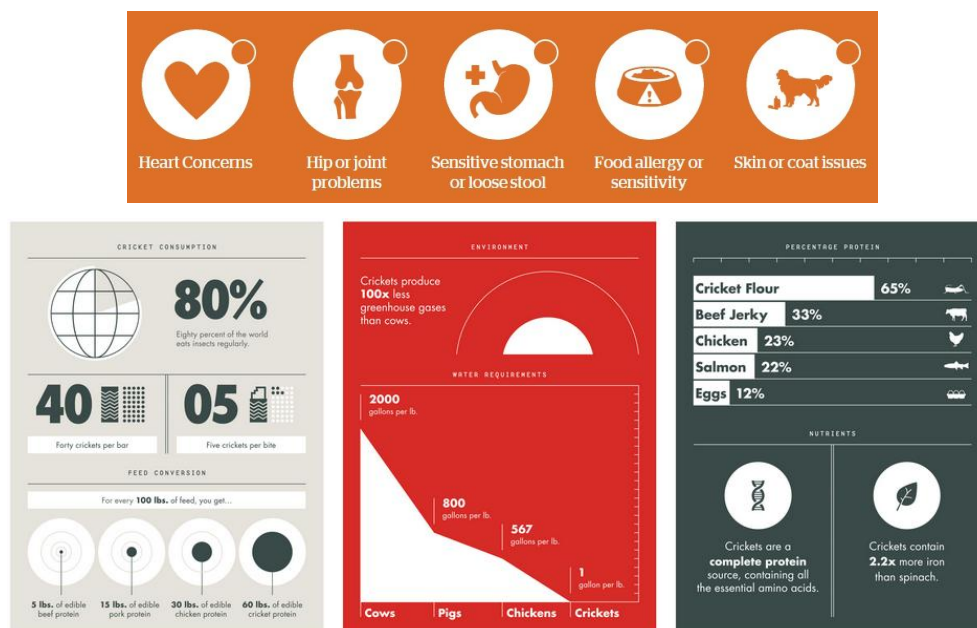 Heart Concerns
Hip or joint
problems
Sensitive stomach
or loose stool
Food allergy or
sensitivity
Skin or coat issues
CRICKET CONSUMPTION
80%
Eighty percent of the world
eats insects regularly.
40
Forty crickets per bar
05
Five crickets per bite
FEED CONVERSION
For every 100 lbs. of feed, you get...
5 lbs. of edible
beef protein
15 lbs. of edible
pork protein
30 lbs. of edible
chicken protein
60 lbs. of edible
cricket protein
ENVIRONMENT
Crickets produce
100x less
greenhouse gases
than cows.
WATER REQUIREMENTS
2000
gallons per lb.
800
gallons per lb.
567
gallons per lb.
1
gallon per lb.
Cows
Pigs
Chickens
Crickets
PERCENTAGE PROTEIN
Cricket Flour 65%
Beef Jerky 33%
Chicken 23%
Salmon 22%
Eggs 12%
NUTRIENTS
Crickets are a
complete protein
source, containing all
the essential amino acids.
Crickets contain
2.2x more iron
than spinach.